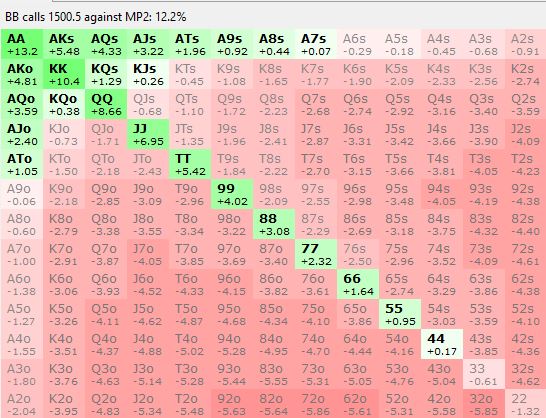 BB calls 1500.5 against MP2: 12.2%
AA AKs AQs AJs ATs A9s A8s A7s A6s A5s A4s A3s A2s
+13.2 +5.48 +4.33 +3.22 +1.96 +0.92 +0.44 +0.07 -0.29 -0.18 -0.45 -0.68 -0.91
AKo KK KQs KJs KTs K9s K8s K7s K6s K5s K4s K3s K2s
+4.81 +10.4 +1.29 +0.26 -0.45 -1.08 -1.65 -1.77 -1.90 -2.09 -2.33 -2.56 -2.74
AQo KQo QQ QJs QTs Q9s Q8s Q7s Q6s Q5s Q4s Q3s Q2s
+3.59 +0.38 +8.66 -0.68 -1.10 -1.72 -2.23 -2.68 -2.74 -2.92 -3.16 -3.40 -3.59
AJo KJo QJo JJ JTs J9s J8s J7s J6s J5s J4s J3s J2s
+2.40 -0.73 -1.71 +6.95 -1.35 -1.96 -2.41 -2.87 -3.31 -3.42 -3.66 -3.90 -4.09
ATo KTo QTo JTo TT T9s T8s T7s T6s T5s T4s T3s T2s
+1.05 -1.50 -2.18 -2.43 +5.42 -1.84 -2.22 -2.70 -3.15 -3.66 -3.81 -4.05 -4.23
A9o K9o Q9o J9o T9o 99 98s 97s 96s 95s 94s 93s 92s
-0.06 -2.18 -2.85 -3.09 -2.96 +4.02 -2.09 -2.55 -2.98 -3.48 -4.05 -4.19 -4.38
A8o K8o Q8o J8o T8o 98o 88 87s 86s 85s 84s 83s 82s
-0.60 -2.79 -3.38 -3.55 -3.34 -3.22 +3.08 -2.29 -2.69 -3.18 -3.75 -4.32 -4.40
A7o K7o Q7o J7o T7o 97o 87o 77 76s 75s 74s 73s 72s
-1.00 -2.91 -3.87 -4.05 -3.85 -3.69 -3.40 +2.32 -2.50 -2.96 -3.52 -4.09 -4.61
A6o K6o Q6o J6o T6o 96o 86o 76o 66 65s 64s 63s 62s
-1.38 -3.06 -3.93 -4.52 -4.33 -4.15 -3.82 -3.61 +1.64 -2.74 -3.29 -3.86 -4.38
A5o K5o Q5o J5o T5o 95o 85o 75o 65o 55 54s 53s 52s
-1.27 -3.26 -4.11 -4.62 -4.87 -4.68 -4.34 -4.10 -3.86 +0.95 -3.03 -3.59 -4.10
A4o K4o Q4o J4o T4o 94o 84o 74o 64o 54o 44 43s 42s
-1.55 -3.51 -4.37 -4.88 -5.02 -5.28 -4.95 -4.70 -4.44 -4.16 +0.17 -3.85 -4.36
A3o K3o Q3o J3o T3o 93o 83o 73o 63o 53o 43o 33 32s
-1.80 -3.76 -4.63 -5.14 -5.28 -5.44 -5.55 -5.31 -5.05 -4.76 -5.04 -0.61 -4.62
A2o K2o Q2o J2o T2o 92o 82o 72o 62o 52o 42o 32o 22
-2.04 -3.95 -4.83 -5.34 -5.48 -5.63 -5.64 -5.86 -5.61 -5.31 -5.58 -5.85 -1.32